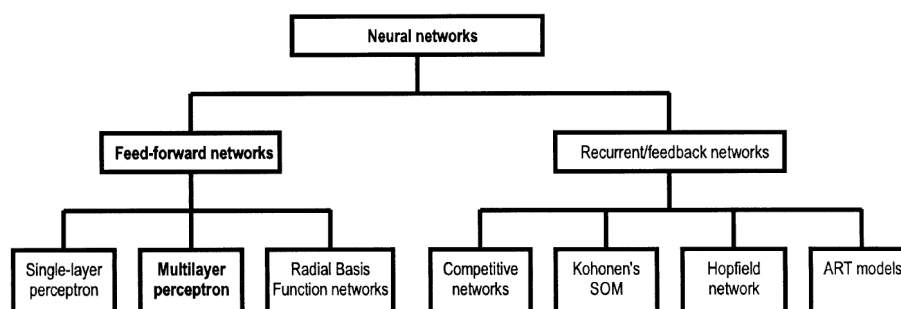 Neural networks
Feed-forward networks
Recurrent/feedback networks
Single-layer
perceptron
Multilayer
perceptron
Radial Basis
Function networks
Competitive
networks
Kohonen's
SOM
Hopfield
network
ART models